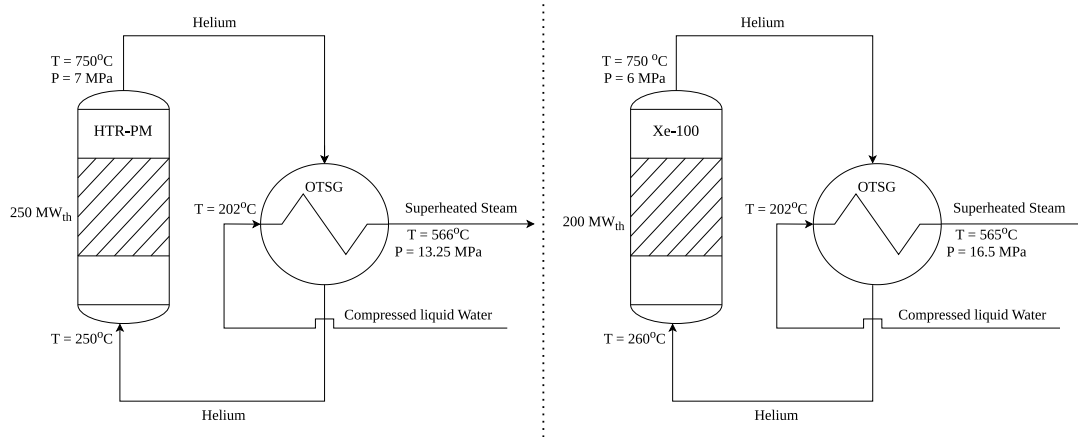 Helium
T = 750°C
P = 7 MPa
HTR-PM
OTSG
250 MWth
T = 202°C
Superheated Steam
T = 566°C
P = 13.25 MPa
Compressed liquid Water
T = 250°C
Helium
Helium
T = 750 °C
P = 6 MPa
Xe-100
OTSG
200 MWth
T = 202°C
Superheated Steam
T = 565°C
P = 16.5 MPa
Compressed liquid Water
T = 260°C
Helium